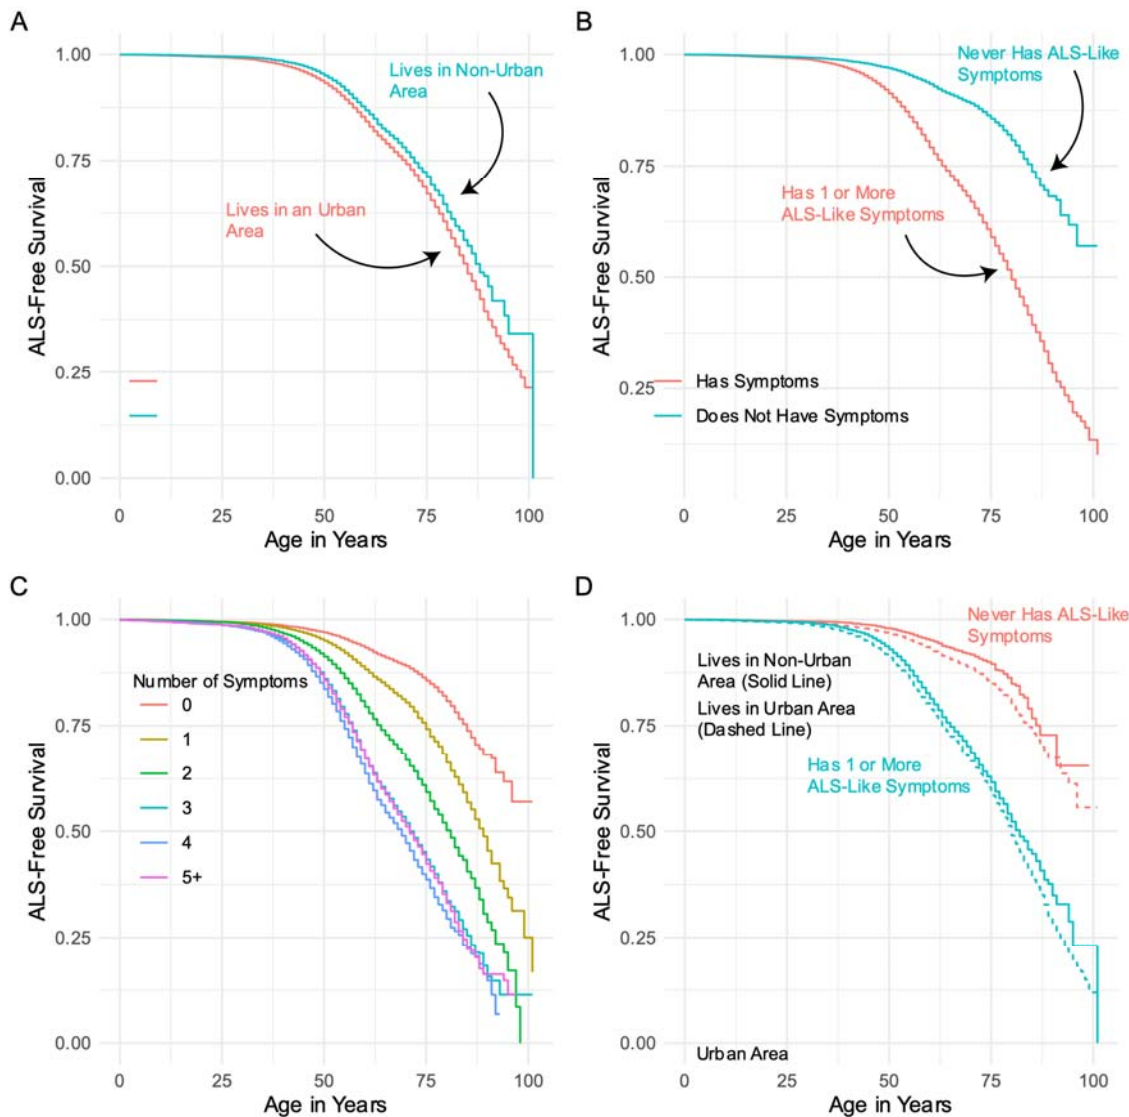 A
1.00
0.75
0.50
0.25
0.00
ALS-Free Survival
Lives in Non-Urban
Area
Lives in an Urban
Area
0
25
50
75
100
Age in Years
B
1.00
0.75
0.50
0.25
ALS-Free Survival
Never Has ALS-Like
Symptoms
Has 1 or More
ALS-Like Symptoms
Has Symptoms
Does Not Have Symptoms
0
25
50
75
100
Age in Years
C
1.00
0.75
0.50
0.25
0.00
ALS-Free Survival
Number of Symptoms
0
1
2
3
4
5+
0
25
50
75
100
Age in Years
D
1.00
0.75
0.50
0.25
0.00
ALS-Free Survival
Never Has ALS-Like
Symptoms
Lives in Non-Urban
Area (Solid Line)
Lives in Urban Area
(Dashed Line)
Has 1 or More
ALS-Like Symptoms
Urban Area
0
25
50
75
100
Age in Years